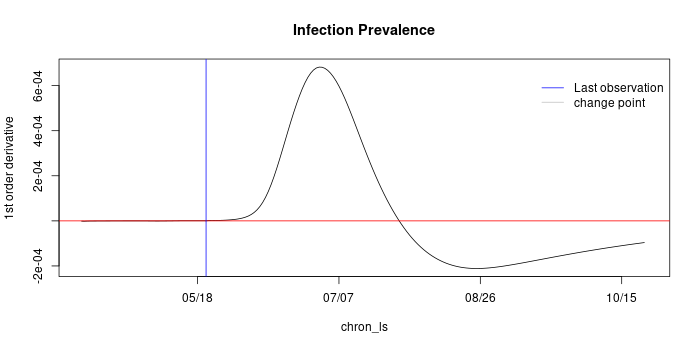 Infection Prevalence
1st order derivative
6e-04
4e-04
2e-04
-2e-04
Last observation
change point
05/18
07/07
08/26
10/15
chron_ls